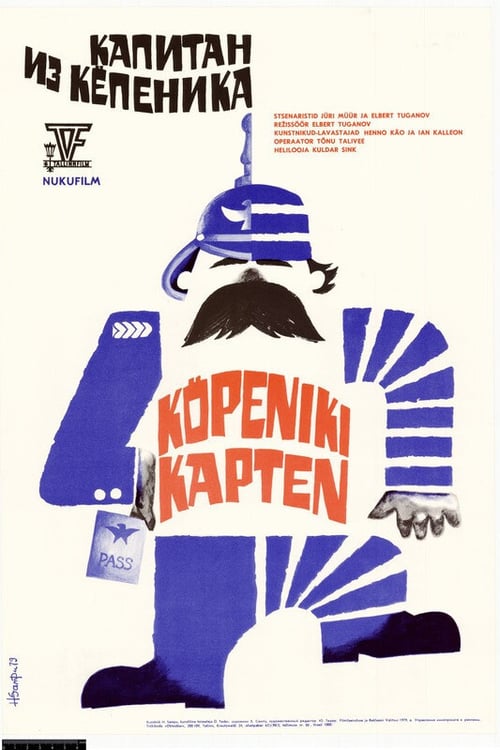 КАПИТАН
ИЗ КЁПЕНИКА
STSENARISTID JÜRI MÜÜR JA ELBERT TUGANOV
REŽISSÖÖR ELBERT TUGANOV
KUNSTNIKUD-LAVASTAJAD HENNO KÄO JA IAN KALLEON
OPERAATOR TÕNU TALIVEE
HELILOOJA KULDAR SINK
TF
TALLINNFILM
NUKUFILM
KÖPENIKI
KAPTEN
PASS